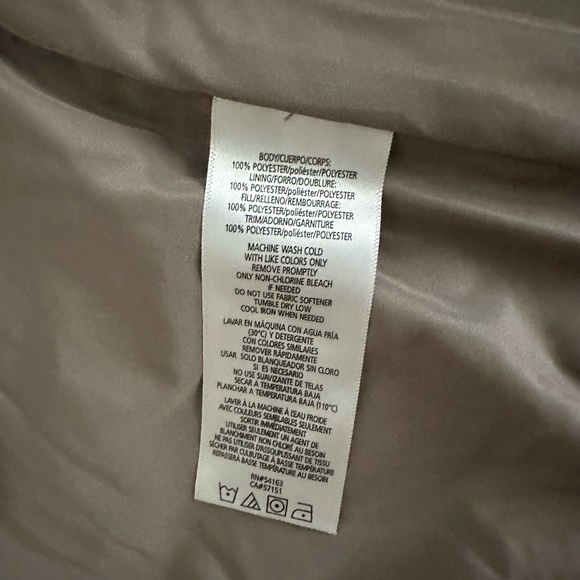 BODY/CUERPO/CORPS:
100% POLYESTER/poliéster/POLYESTER
LINING/FORRO/DOUBLURE:
100% POLYESTER/poliéster/POLYESTER
FILL/RELLENO/REMBOURRAGE:
100% POLYESTER/poliéster/POLYESTER
TRIM/ADORNO/GARNITURE
100% POLYESTER/poliéster/POLYESTER
MACHINE WASH COLD
WITH LIKE COLORS ONLY
REMOVE PROMPTLY
ONLY NON-CHLORINE BLEACH
IF NEEDED
DO NOT USE FABRIC SOFTENER
TUMBLE DRY LOW
COOL IRON WHEN NEEDED
LAVAR EN MÁQUINA CON AGUA FRÍA
(30°C) Y DETERGENTE
CON COLORES SIMILARES
REMOVER RÁPIDAMENTE
USAR SOLO BLANQUEADOR SIN CLORO
SI ES NECESARIO
NO USE SUAVIZANTE DE TELAS
SECAR A TEMPERATURA BAJA
PLANCHAR A TEMPERATURA BAJA (110°C)
LAVER À LA MACHINE À L'EAU FROIDE
AVEC COULEURS SEMBLABLES SEULEMENT
SORTIR IMMÉDIATEMENT
UTILISER SEULEMENT UN AGENT DE
BLANCHIMENT NON CHLORÉ AU BESOIN
NE PAS UTILISER D'ASSOUPLISSANT DE TISSU
SÉCHER PAR CULBUTAGE À BASSE TEMPÉRATURE
REPASSER À BASSE TEMPÉRATURE AU BESOIN
RN#54163
CA#57151